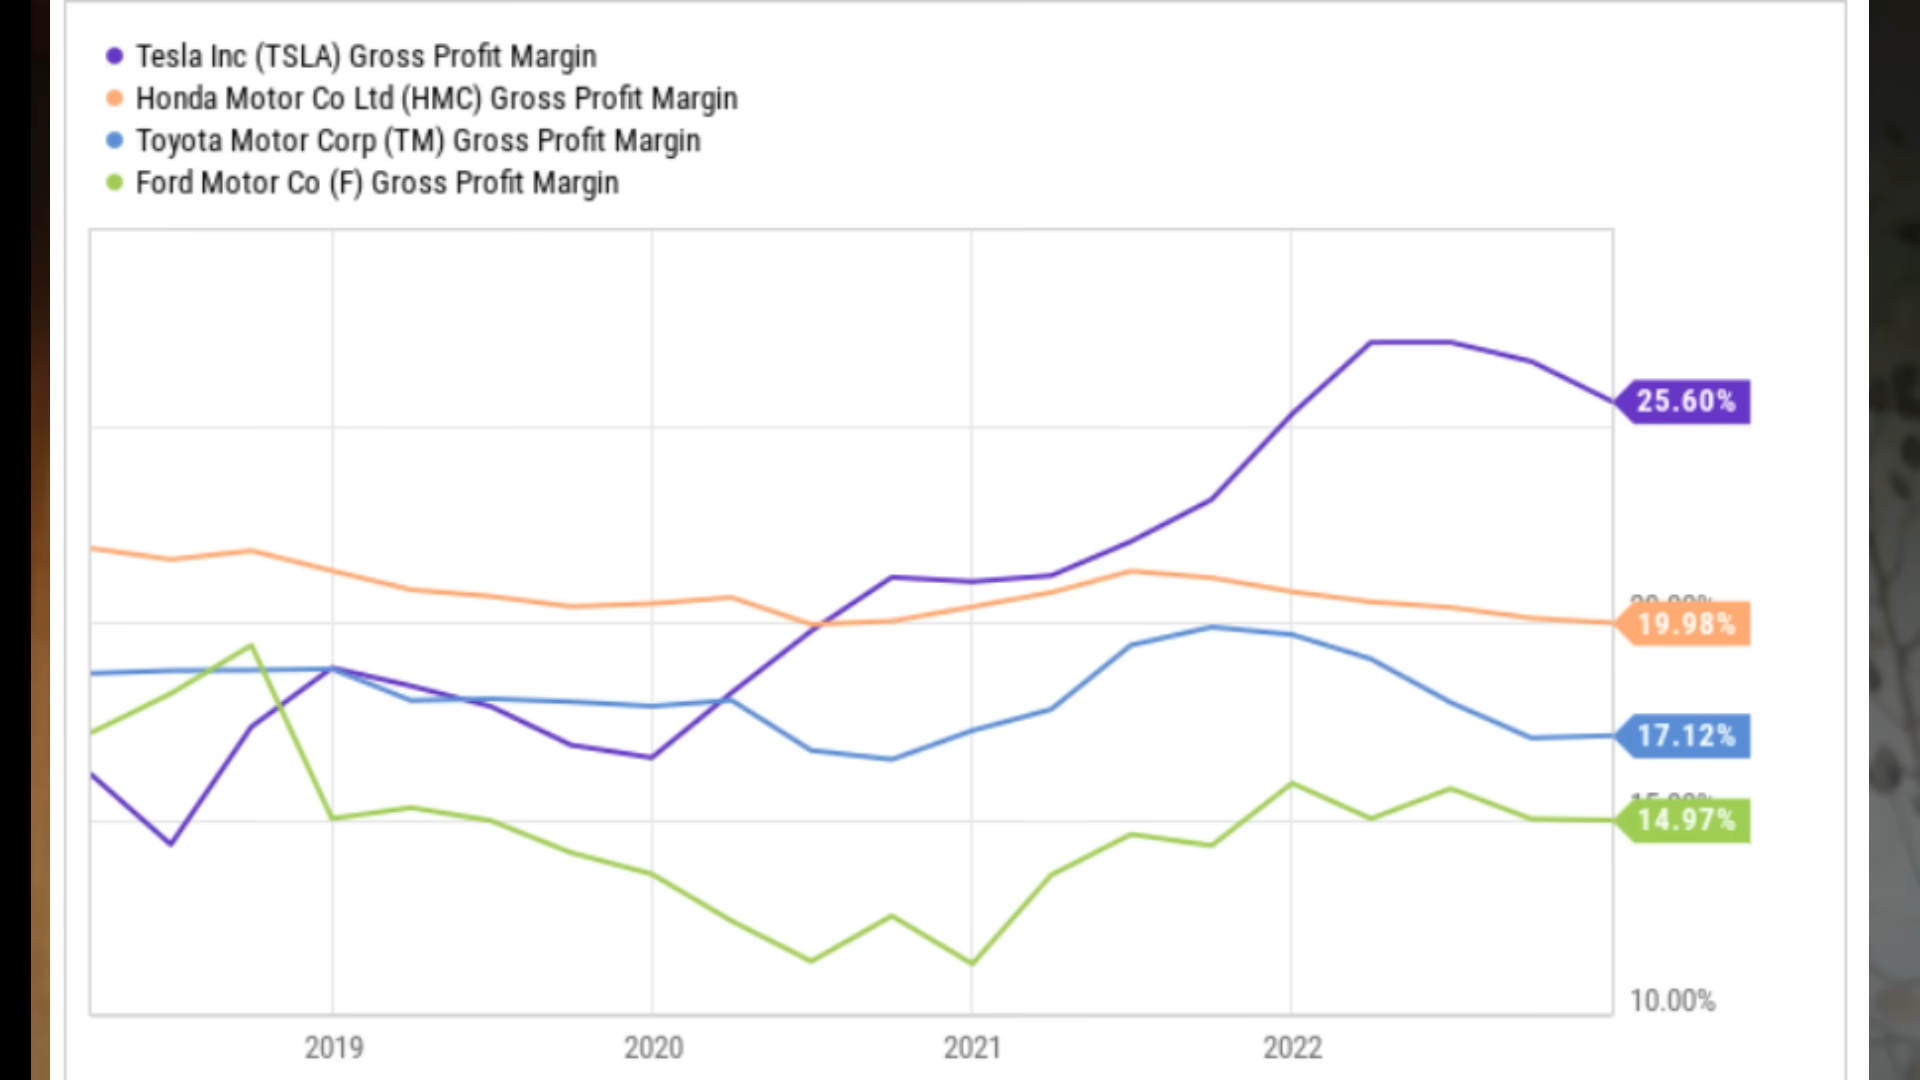 Tesla Inc (TSLA) Gross Profit Margin
Honda Motor Co Ltd (HMC) Gross Profit Margin
Toyota Motor Corp (TM) Gross Profit Margin
Ford Motor Co (F) Gross Profit Margin
25.60%
19.98%
17.12%
14.97%
10.00%
2019 2020 2021 2022